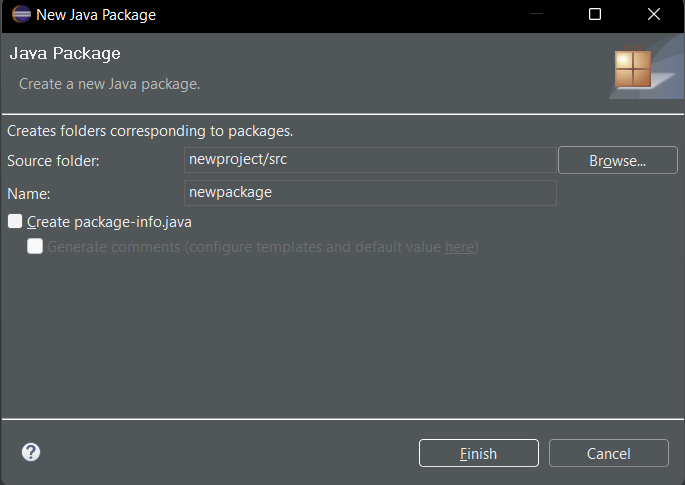 New Java Package
Java Package
Create a new Java package.
Creates folders corresponding to packages.
Source folder: newproject/src Browse...
Name: newpackage
Create package-info.java
Generate comments (configure templates and default value here)
? Finish Cancel